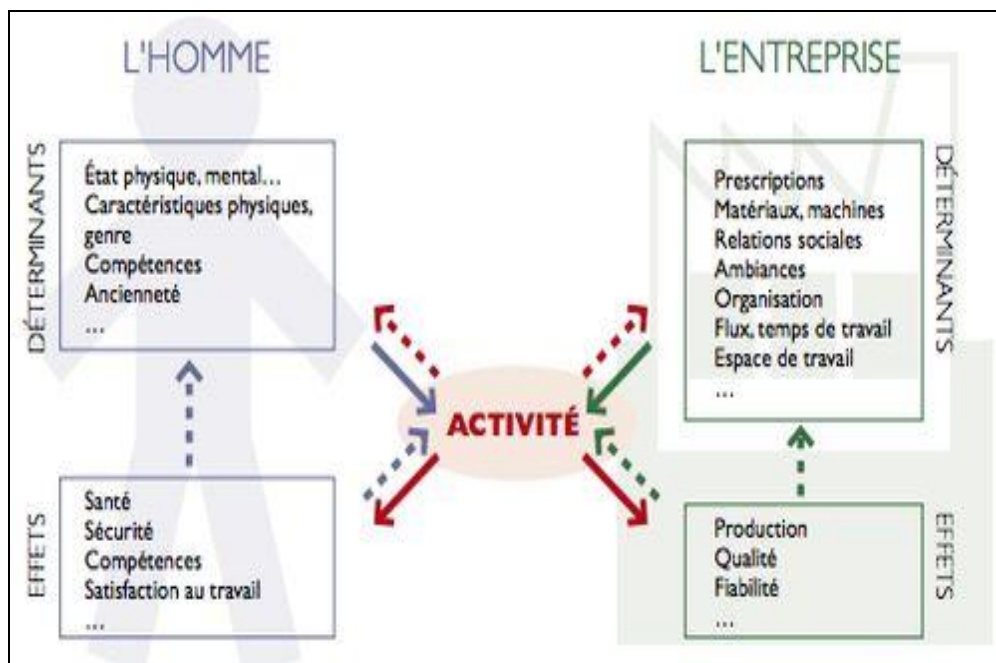 L'HOMME
L'ENTREPRISE
DÉTERMINANTS
État physique, mental...
Caractéristiques physiques,
genre
Compétences
Ancienneté
...
Prescriptions
Matériaux, machines
Relations sociales
Ambiances
Organisation
Flux, temps de travail
Espace de travail
...
DÉTERMINANTS
ACTIVITÉ
EFFETS
Santé
Sécurité
Compétences
Satisfaction au travail
...
Production
Qualité
Fiabilité
...
EFFETS